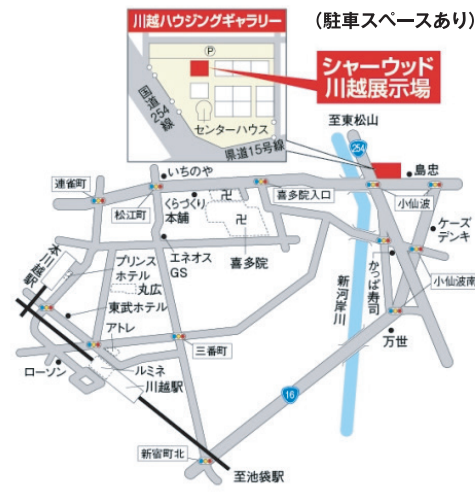 川越ハウジングギャラリー
(駐車スペースあり)
P
国道254線
センターハウス
県道15号線
シャーウッド
川越展示場
至東松山
254
連雀町
いちのや
松江町
くらづくり
本舗
卍
卍
喜多院入口
島忠
小仙波
ケーズ
デンキ
本川越駅
プリンス
ホテル
丸広
エネオス
GS
喜多院
新河岸川
かっぱ寿司
小仙波南
東武ホテル
アトレ
三番町
万世
ローソン
ルミネ
川越駅
16
新宿町北
至池袋駅